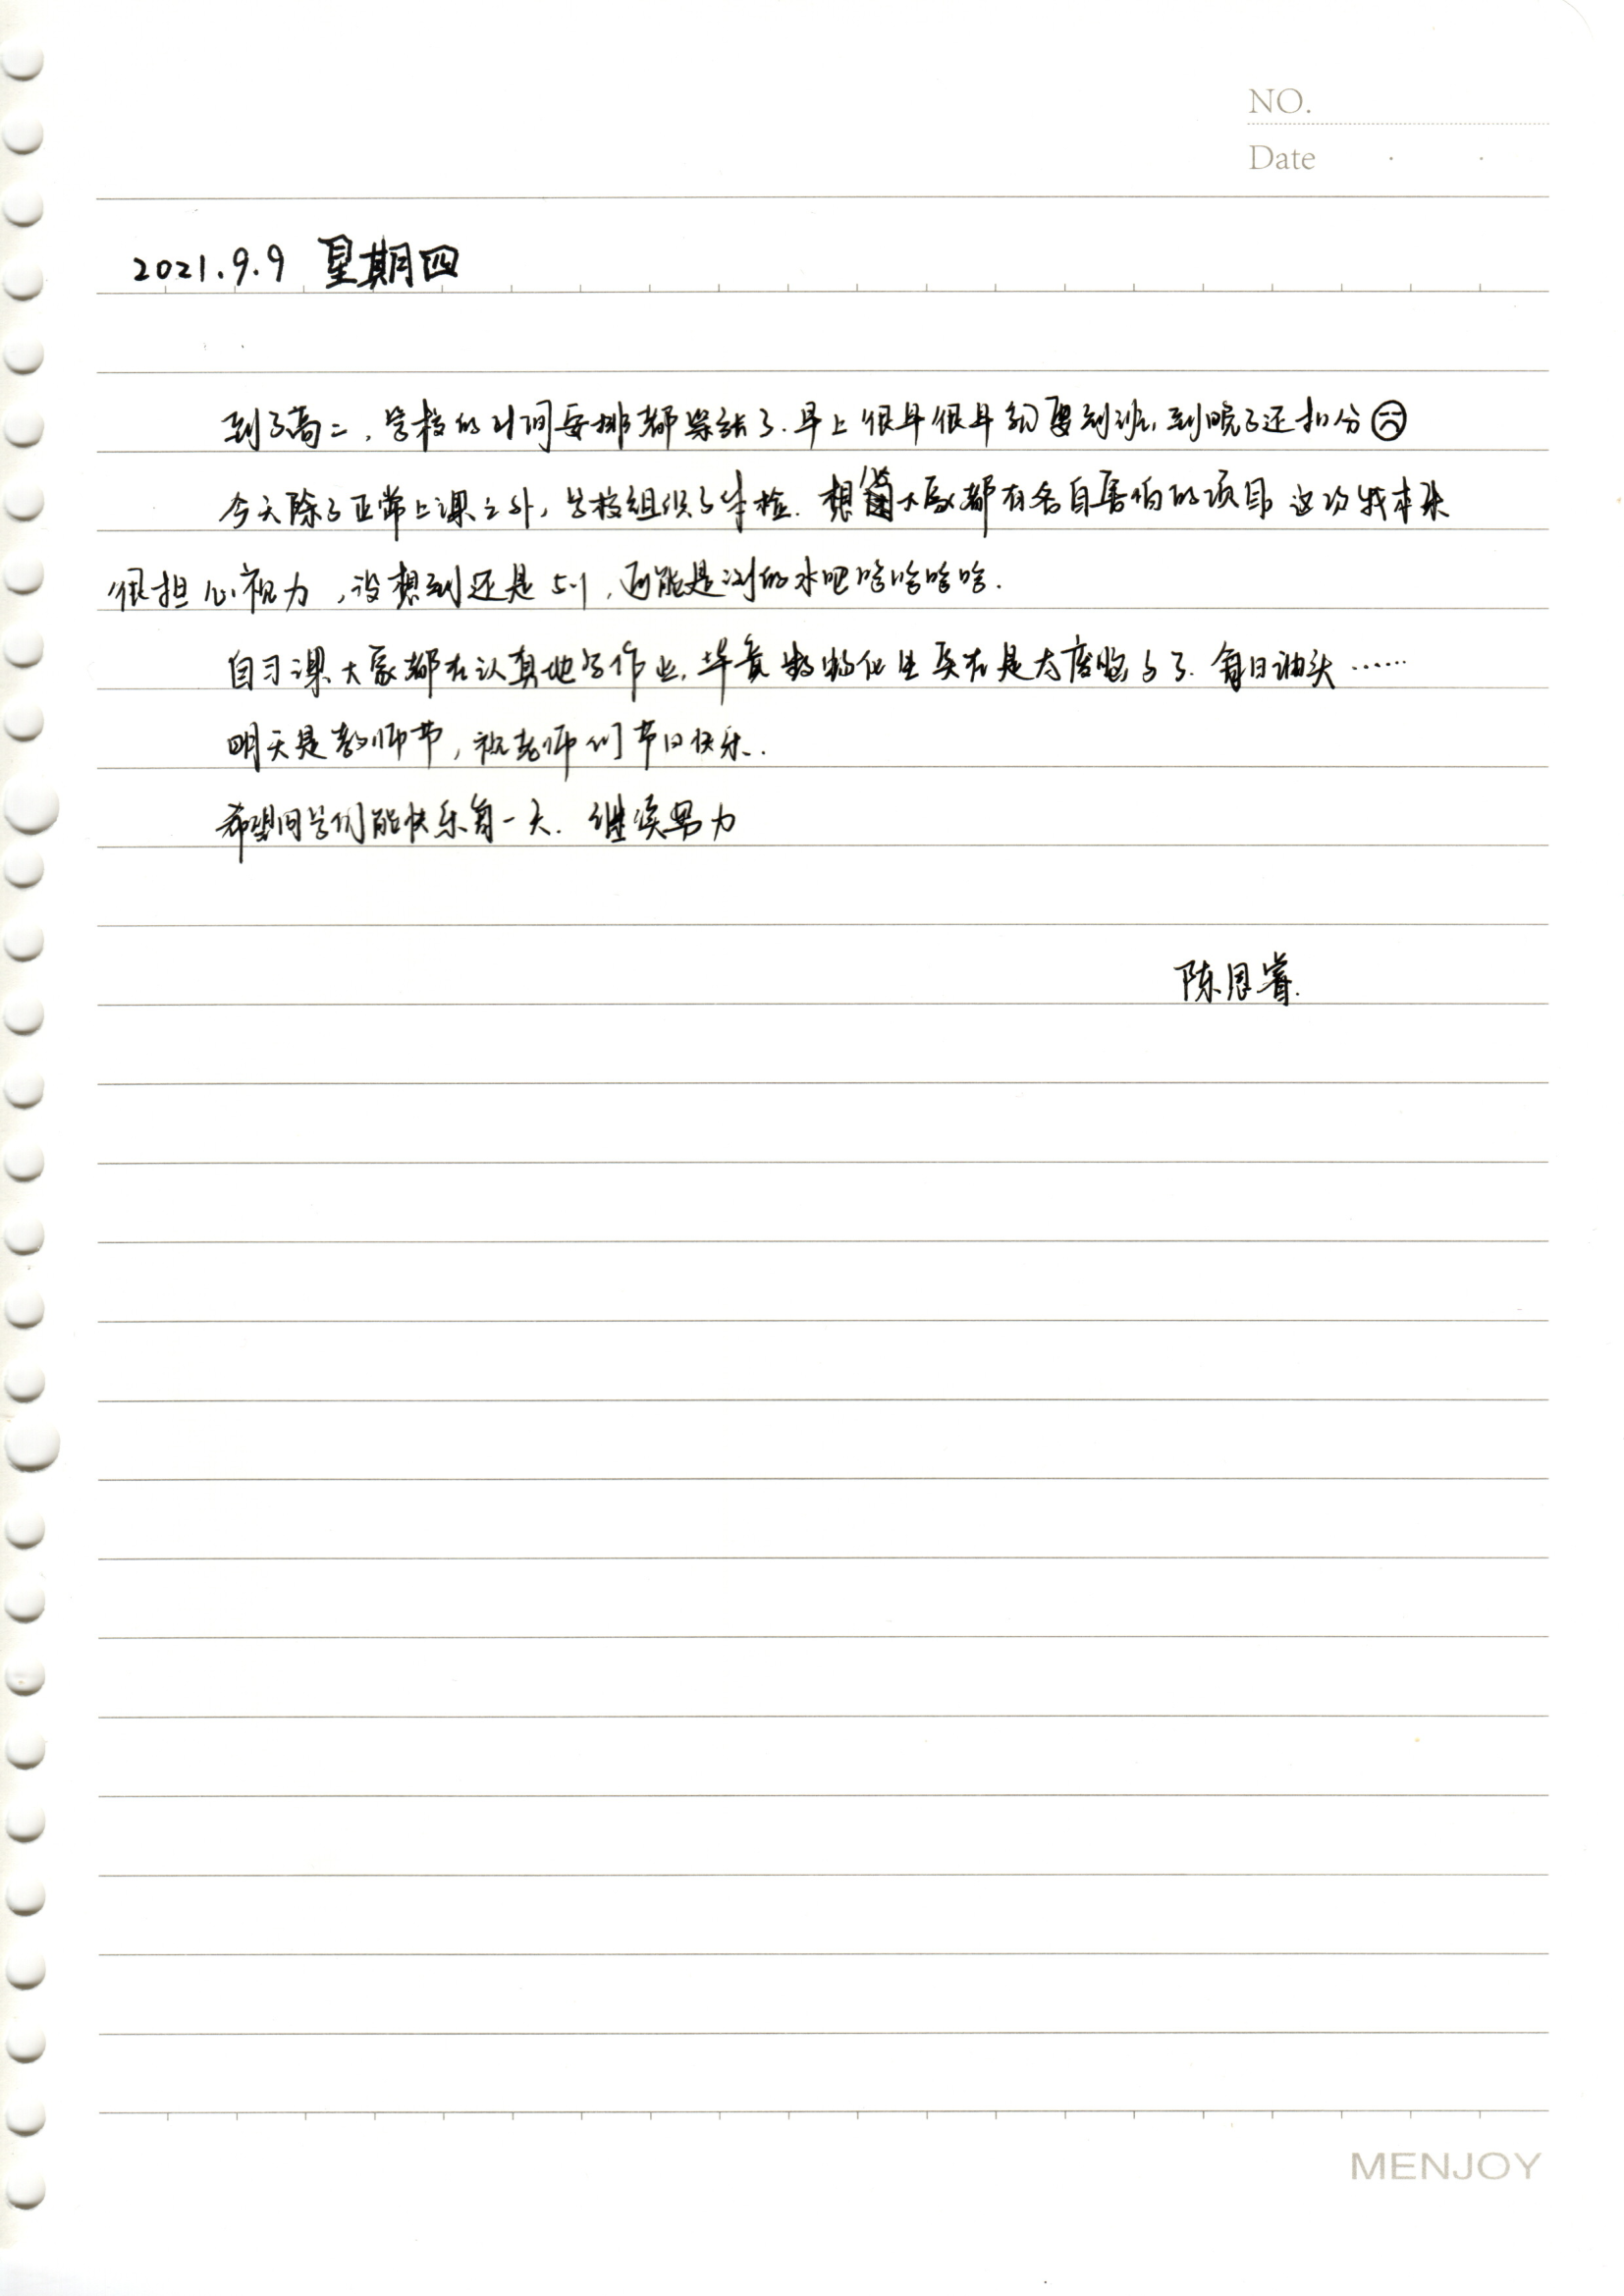 NO.
Date · ·
2021.9.9 星期四
到了高二，学校的时间安排都紧张了.早上很早很早就要到班，到晚了还扣分
今天除了正常上课之外，学校组织了体检.想大家都有各自害怕的项目 这次我本来
很担心视力，没想到还是5.1，可能是测的水吧哈哈哈哈.
自习课大家都在认真地写作业，毕竟物化生实在是太了.每日油头……
明天是教师节，祝老师们节日快乐.
希望同学们能快乐每一天.继续努力
陈恩睿.
MENJOY